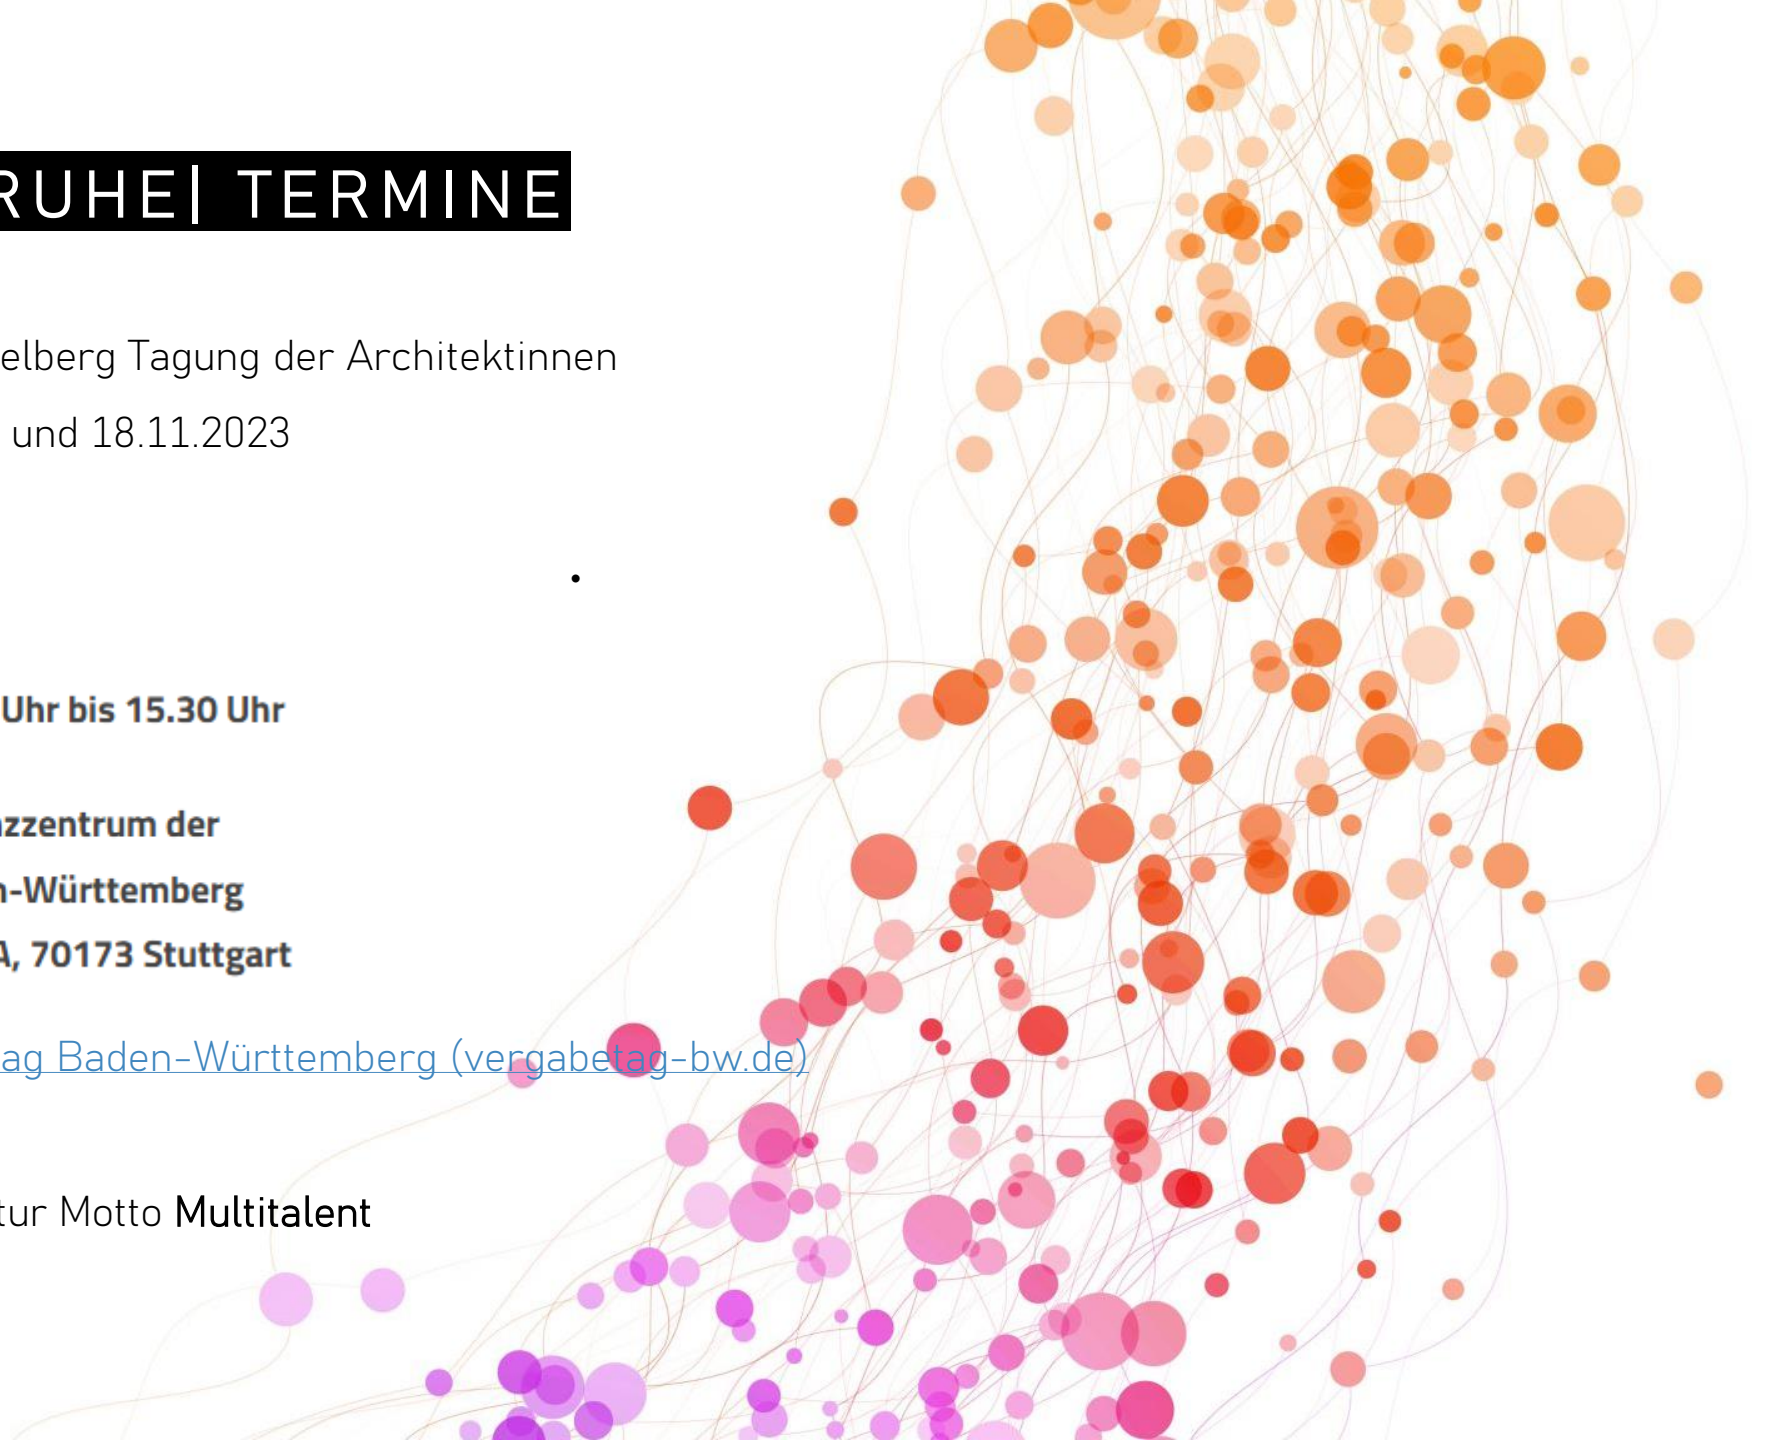 RUHE| TERMINE
elberg Tagung der Architektinnen
und 18.11.2023
.
Uhr bis 15.30 Uhr
zzentrum der
-Württemberg
A, 70173 Stuttgart
ag Baden-Württemberg (vergabetag-bw.de)
tur Motto Multitalent